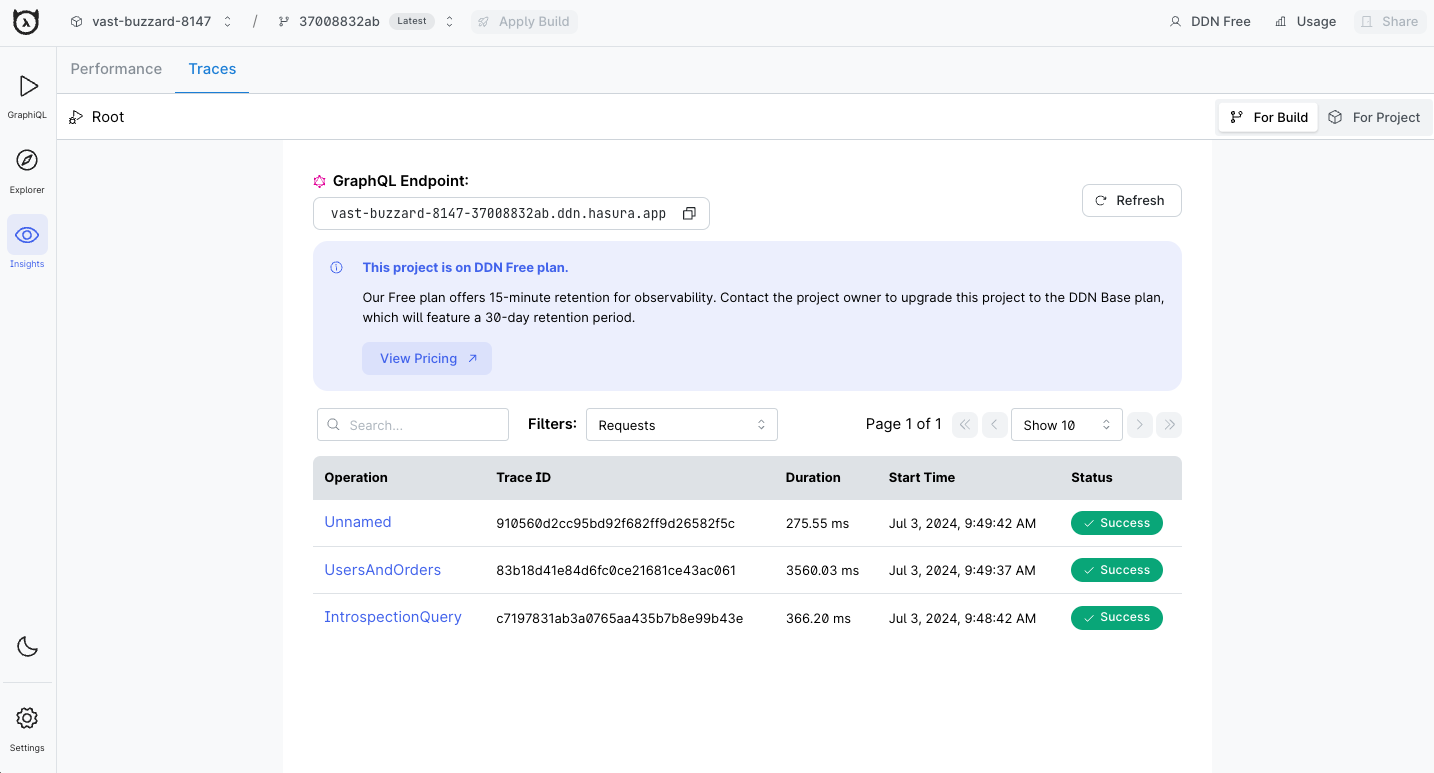 vast-buzzard-8147 / 37008832ab Latest Apply Build DDN Free Usage Share
Performance Traces
GraphiQL
Explorer
Insights
Settings
Root For Build For Project
GraphQL Endpoint:
vast-buzzard-8147-37008832ab.ddn.hasura.app
Refresh
This project is on DDN Free plan.
Our Free plan offers 15-minute retention for observability. Contact the project owner to upgrade this project to the DDN Base plan,
which will feature a 30-day retention period.
View Pricing
Search... Filters: Requests Page 1 of 1 Show 10
Operation Trace ID Duration Start Time Status
Unnamed 910560d2cc95bd92f682ff9d26582f5c 275.55 ms Jul 3, 2024, 9:49:42 AM Success
UsersAndOrders 83b18d41e84d6fc0ce21681ce43ac061 3560.03 ms Jul 3, 2024, 9:49:37 AM Success
IntrospectionQuery c7197831ab3a0765aa435b7b8e99b43e 366.20 ms Jul 3, 2024, 9:48:42 AM Success